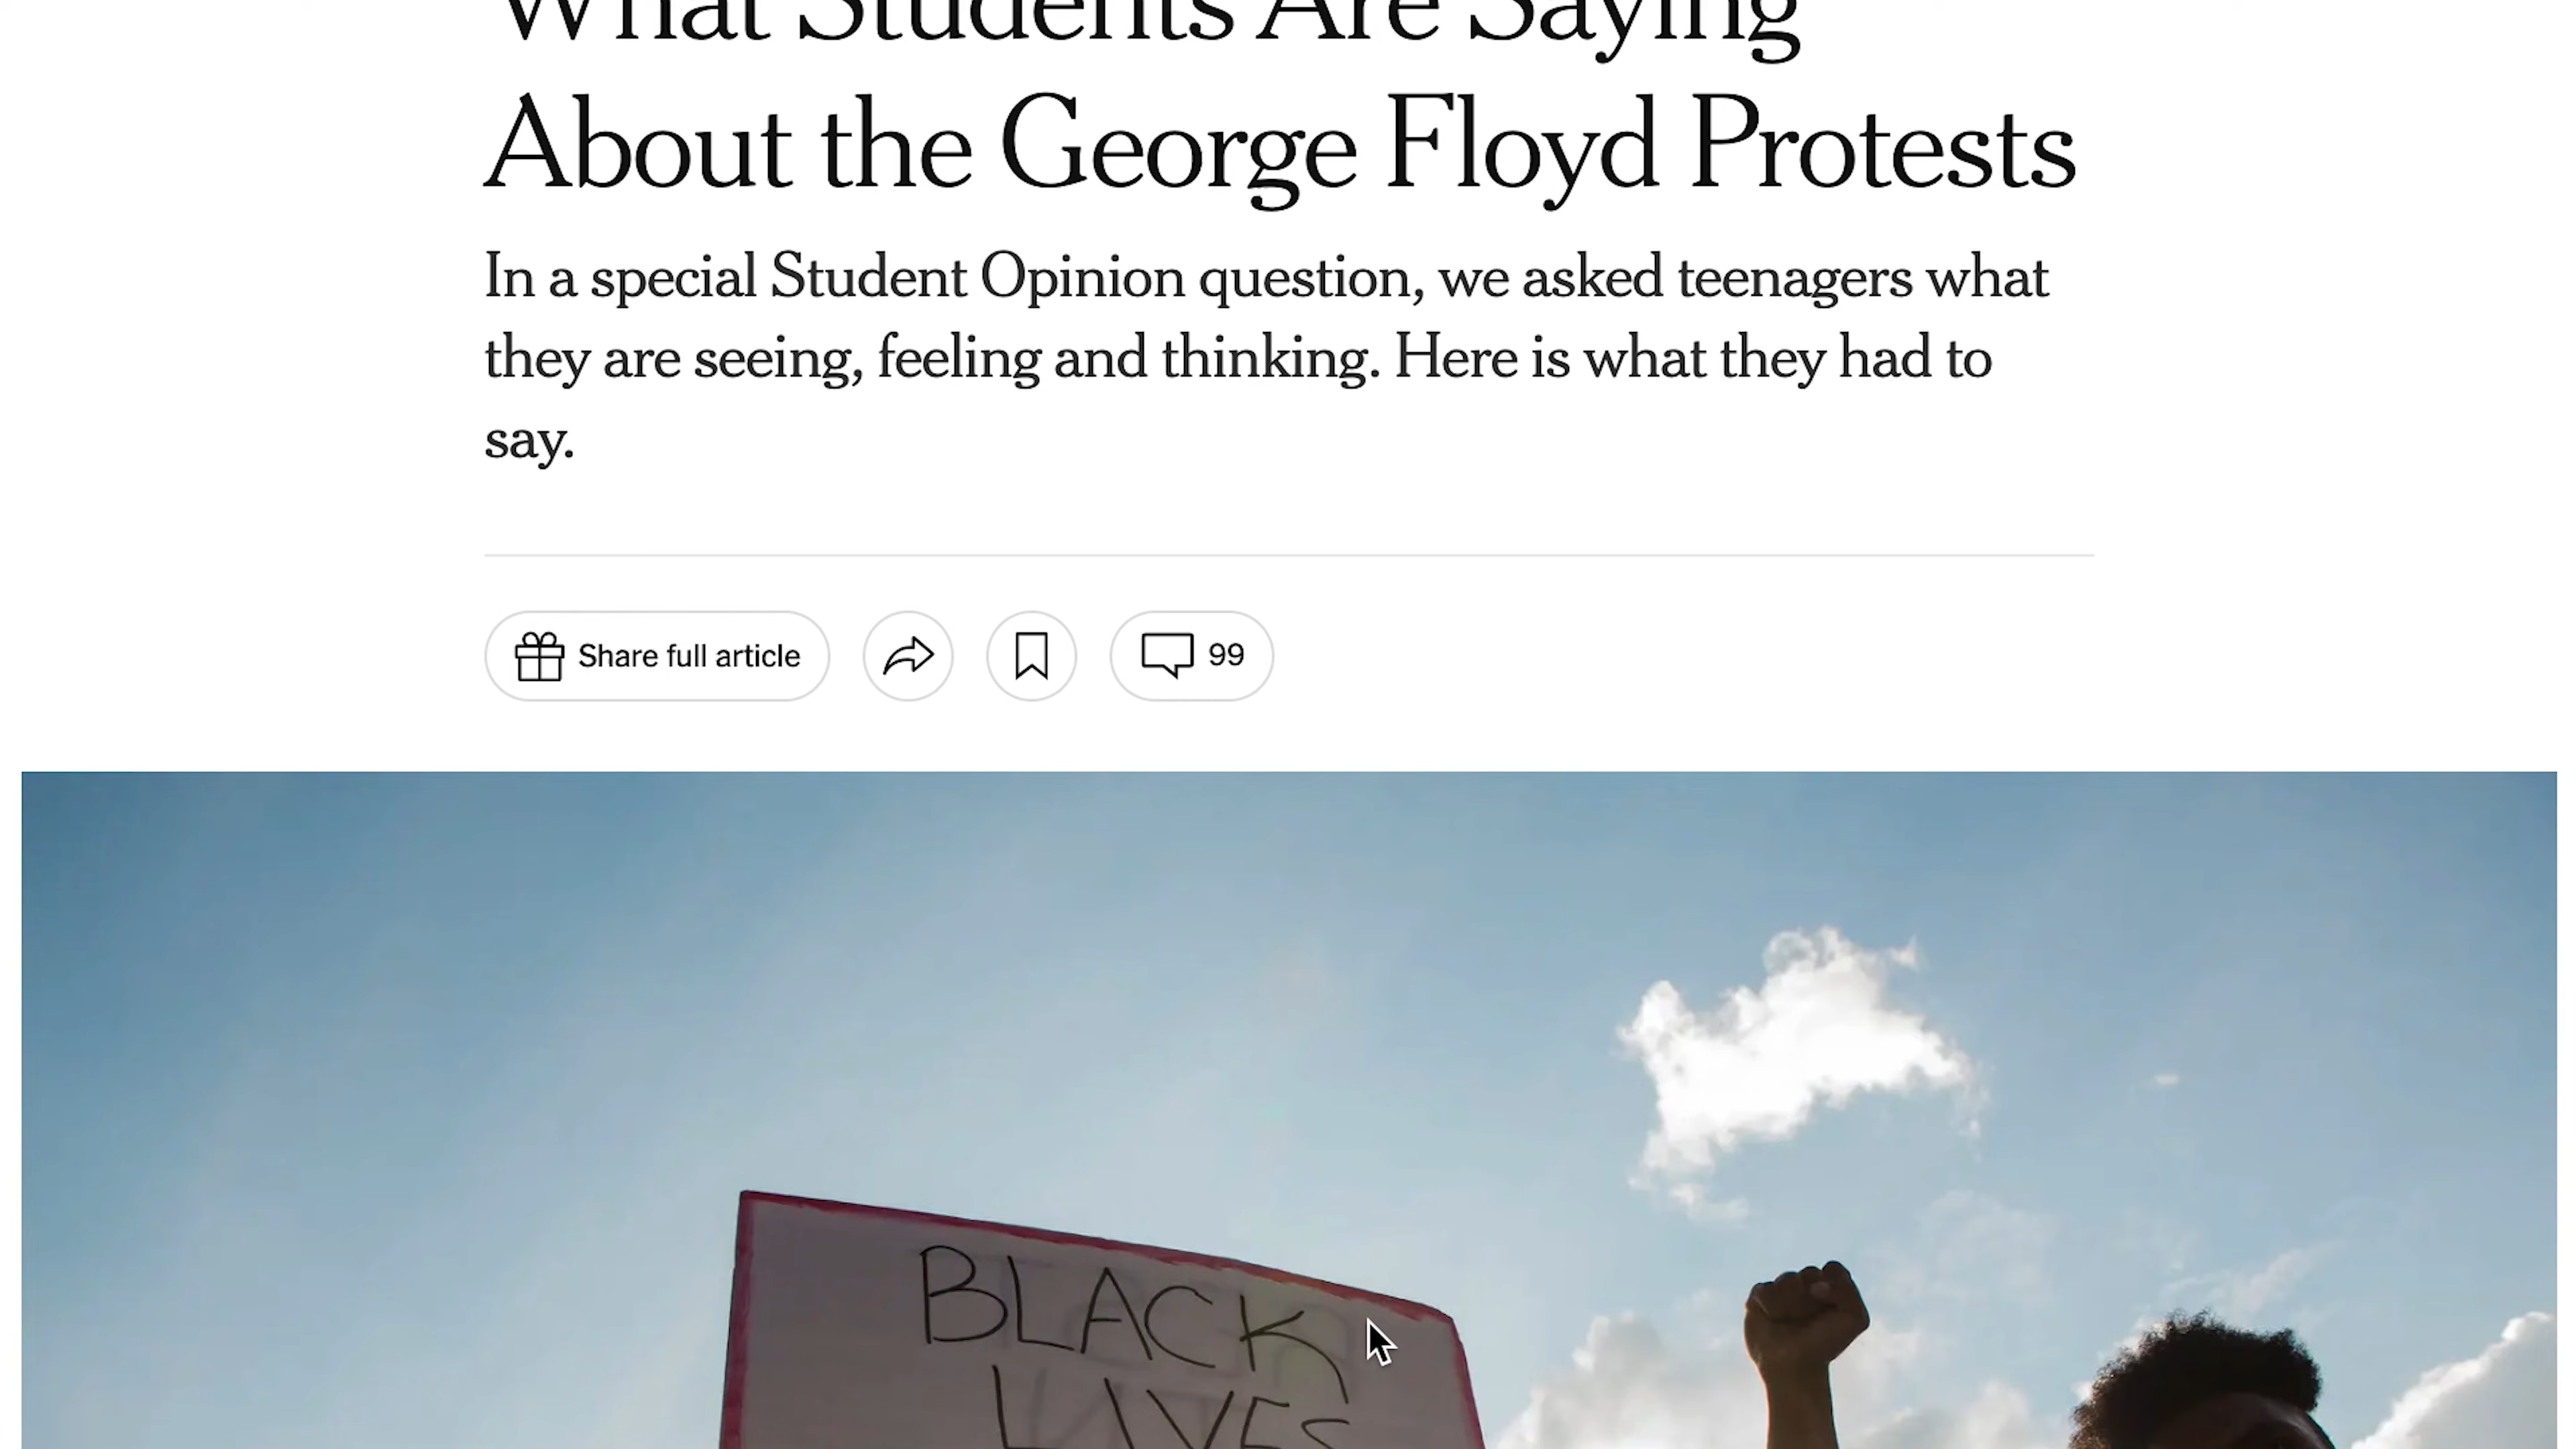 What Students Are Saying
About the George Floyd Protests
In a special Student Opinion question, we asked teenagers what
they are seeing, feeling and thinking. Here is what they had to
say.
Share full article
99
BLACK
LIVES